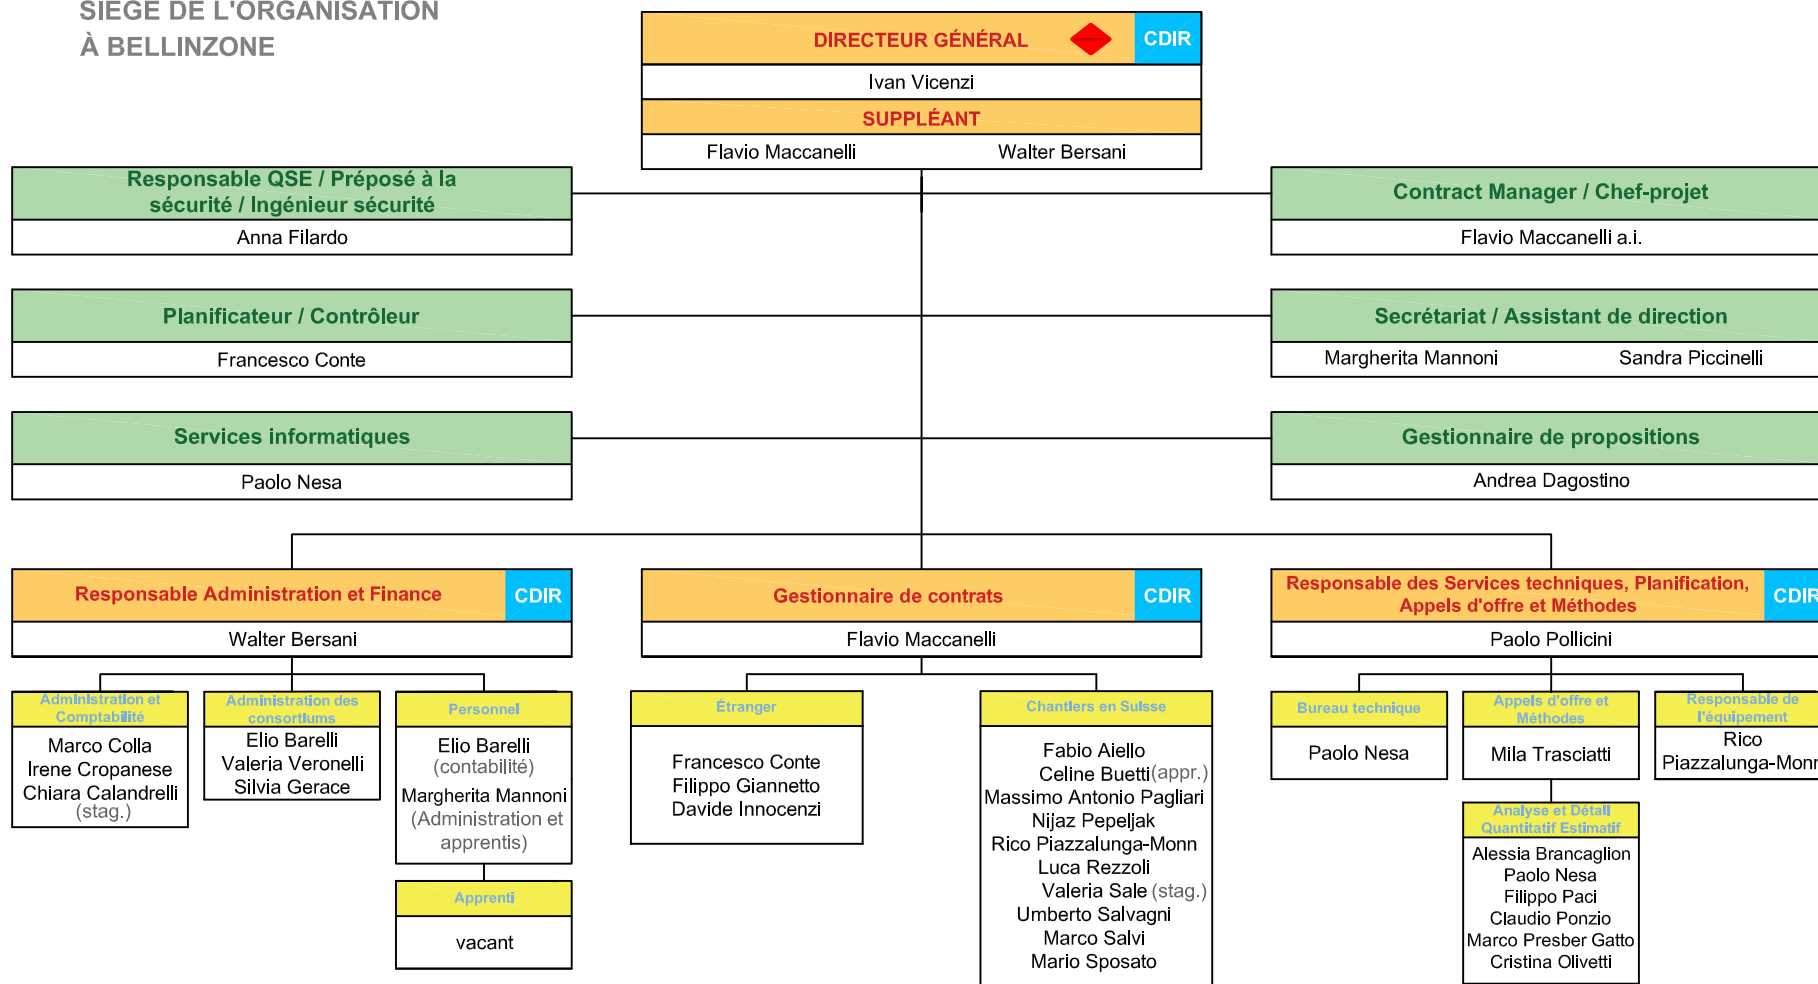 SIÈGE DE L'ORGANISATION
À BELLINZONE
DIRECTEUR GÉNÉRAL
CDIR
Ivan Vicenzi
SUPPLÉANT
Flavio Maccanelli
Walter Bersani
Responsable QSE / Préposé à la
sécurité / Ingénieur sécurité
Anna Filardo
Contract Manager / Chef-projet
Flavio Maccanelli a.i.
Planificateur / Contrôleur
Francesco Conte
Secrétariat / Assistant de direction
Margherita Mannoni
Sandra Piccinelli
Services informatiques
Paolo Nesa
Gestionnaire de propositions
Andrea Dagostino
Responsable Administration et Finance
CDIR
Walter Bersani
Gestionnaire de contrats
CDIR
Flavio Maccanelli
Responsable des Services techniques, Planification,
Appels d'offre et Méthodes
CDIR
Paolo Pollicini
Administration et
Comptabilité
Marco Colla
Irene Cropanese
Chiara Calandrelli
(stag.)
Administration des
consortiums
Elio Barelli
Valeria Veronelli
Silvia Gerace
Personnel
Elio Barelli
(contabilité)
Margherita Mannoni
(Administration et
apprentis)
Apprenti
vacant
Étranger
Francesco Conte
Filippo Giannetto
Davide Innocenzi
Chantiers en Suisse
Fabio Aiello
Celine Buetti (appr.)
Massimo Antonio Pagliari
Nijaz Pepeljak
Rico Piazzalunga-Monn
Luca Rezzoli
Valeria Sale (stag.)
Umberto Salvagni
Marco Salvi
Mario Sposato
Bureau technique
Paolo Nesa
Appels d'offre et
Méthodes
Mila Trasciatti
Analyse et Détail
Quantitatif Estimatif
Alessia Brancaglion
Paolo Nesa
Filippo Paci
Claudio Ponzio
Marco Presber Gatto
Cristina Olivetti
Responsable de
l'équipement
Rico
Piazzalunga-Monn